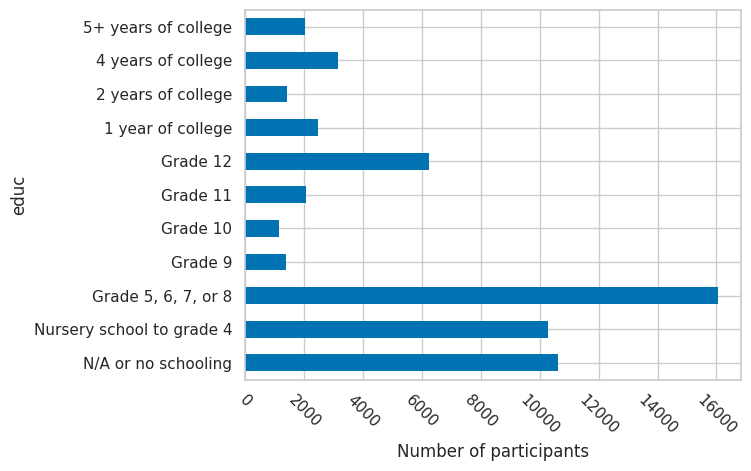 5+ years of college
4 years of college
2 years of college
1 year of college
Grade 12
Grade 11
Grade 10
Grade 9
Grade 5, 6, 7, or 8
Nursery school to grade 4
N/A or no schooling
educ
0 2000 4000 6000 8000 10000 12000 14000 16000
Number of participants